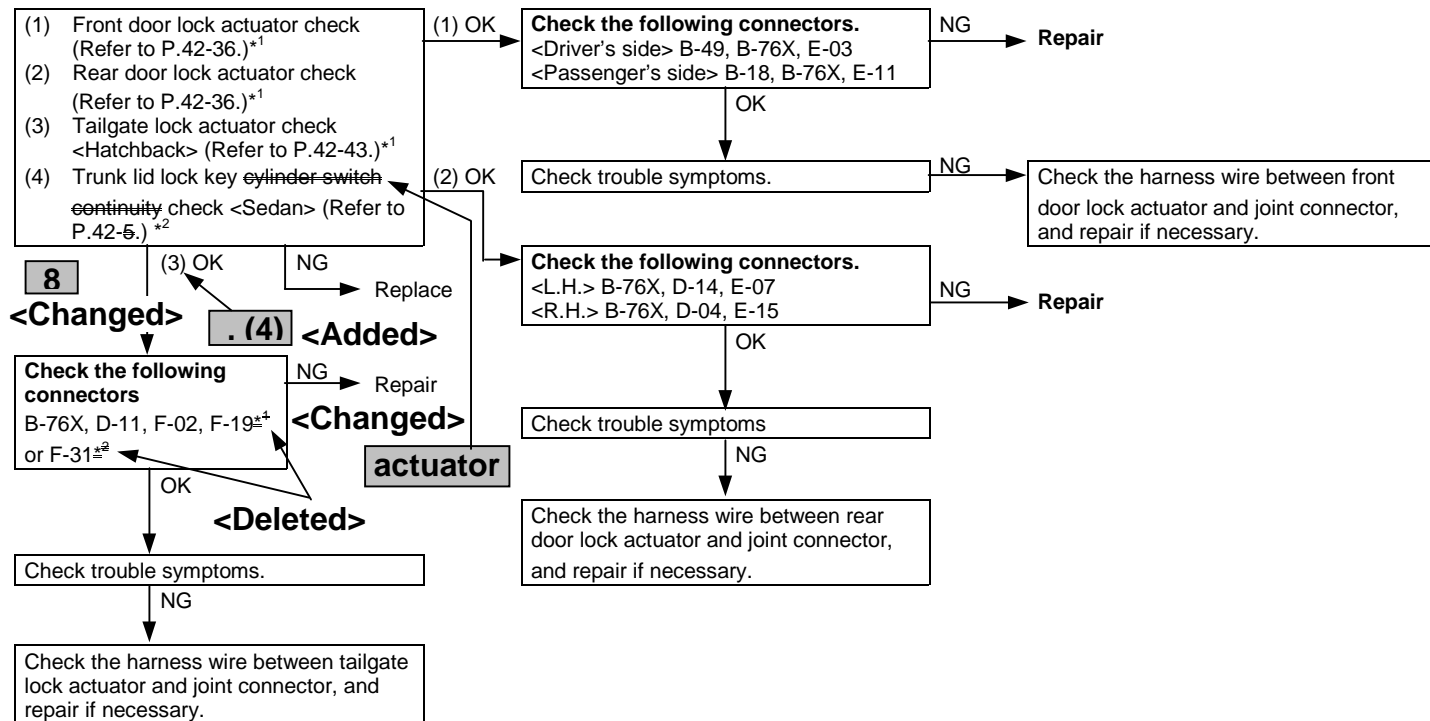 (1) Front door lock actuator check
(Refer to P.42-36.)*1
(2) Rear door lock actuator check
(Refer to P.42-36.)*1
(3) Tailgate lock actuator check
<Hatchback> (Refer to P.42-43.)*1
(4) Trunk lid lock key cylinder switch
continuity check <Sedan> (Refer to
P.42-5.) *2
(1) OK
Check the following connectors.
<Driver's side> B-49, B-76X, E-03
<Passenger's side> B-18, B-76X, E-11
NG
Repair
OK
Check trouble symptoms.
NG
Check the harness wire between front
door lock actuator and joint connector,
and repair if necessary.
(2) OK
Check the following connectors.
<L.H.> B-76X, D-14, E-07
<R.H.> B-76X, D-04, E-15
NG
Repair
OK
Check trouble symptoms
NG
Check the harness wire between rear
door lock actuator and joint connector,
and repair if necessary.
8
<Changed>
(3) OK
. (4)
<Added>
NG
Replace
Check the following
connectors
B-76X, D-11, F-02, F-19*1
or F-31*2
NG
Repair
<Changed>
actuator
<Deleted>
OK
Check trouble symptoms.
NG
Check the harness wire between tailgate
lock actuator and joint connector, and
repair if necessary.